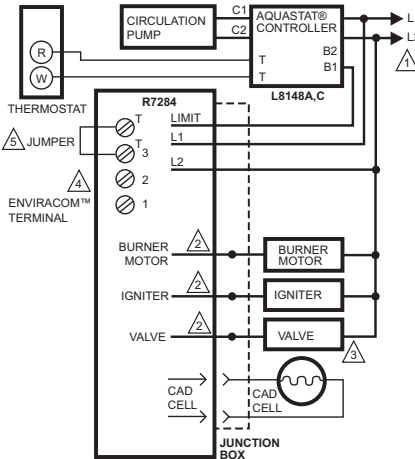 C1
C2
CIRCULATION
PUMP
AQUASTAT®
CONTROLLER
B2
B1
L
L2
1
R
W
T
T
THERMOSTAT
L8148A,C
R7284
5 JUMPER
T
T
3
2
1
LIMIT
L1
L2
4
ENVIRACOM™
TERMINAL
BURNER
MOTOR
2
BURNER
MOTOR
IGNITER
2
IGNITER
VALVE
2
VALVE
3
CAD
CELL
CAD
CELL
JUNCTION
BOX